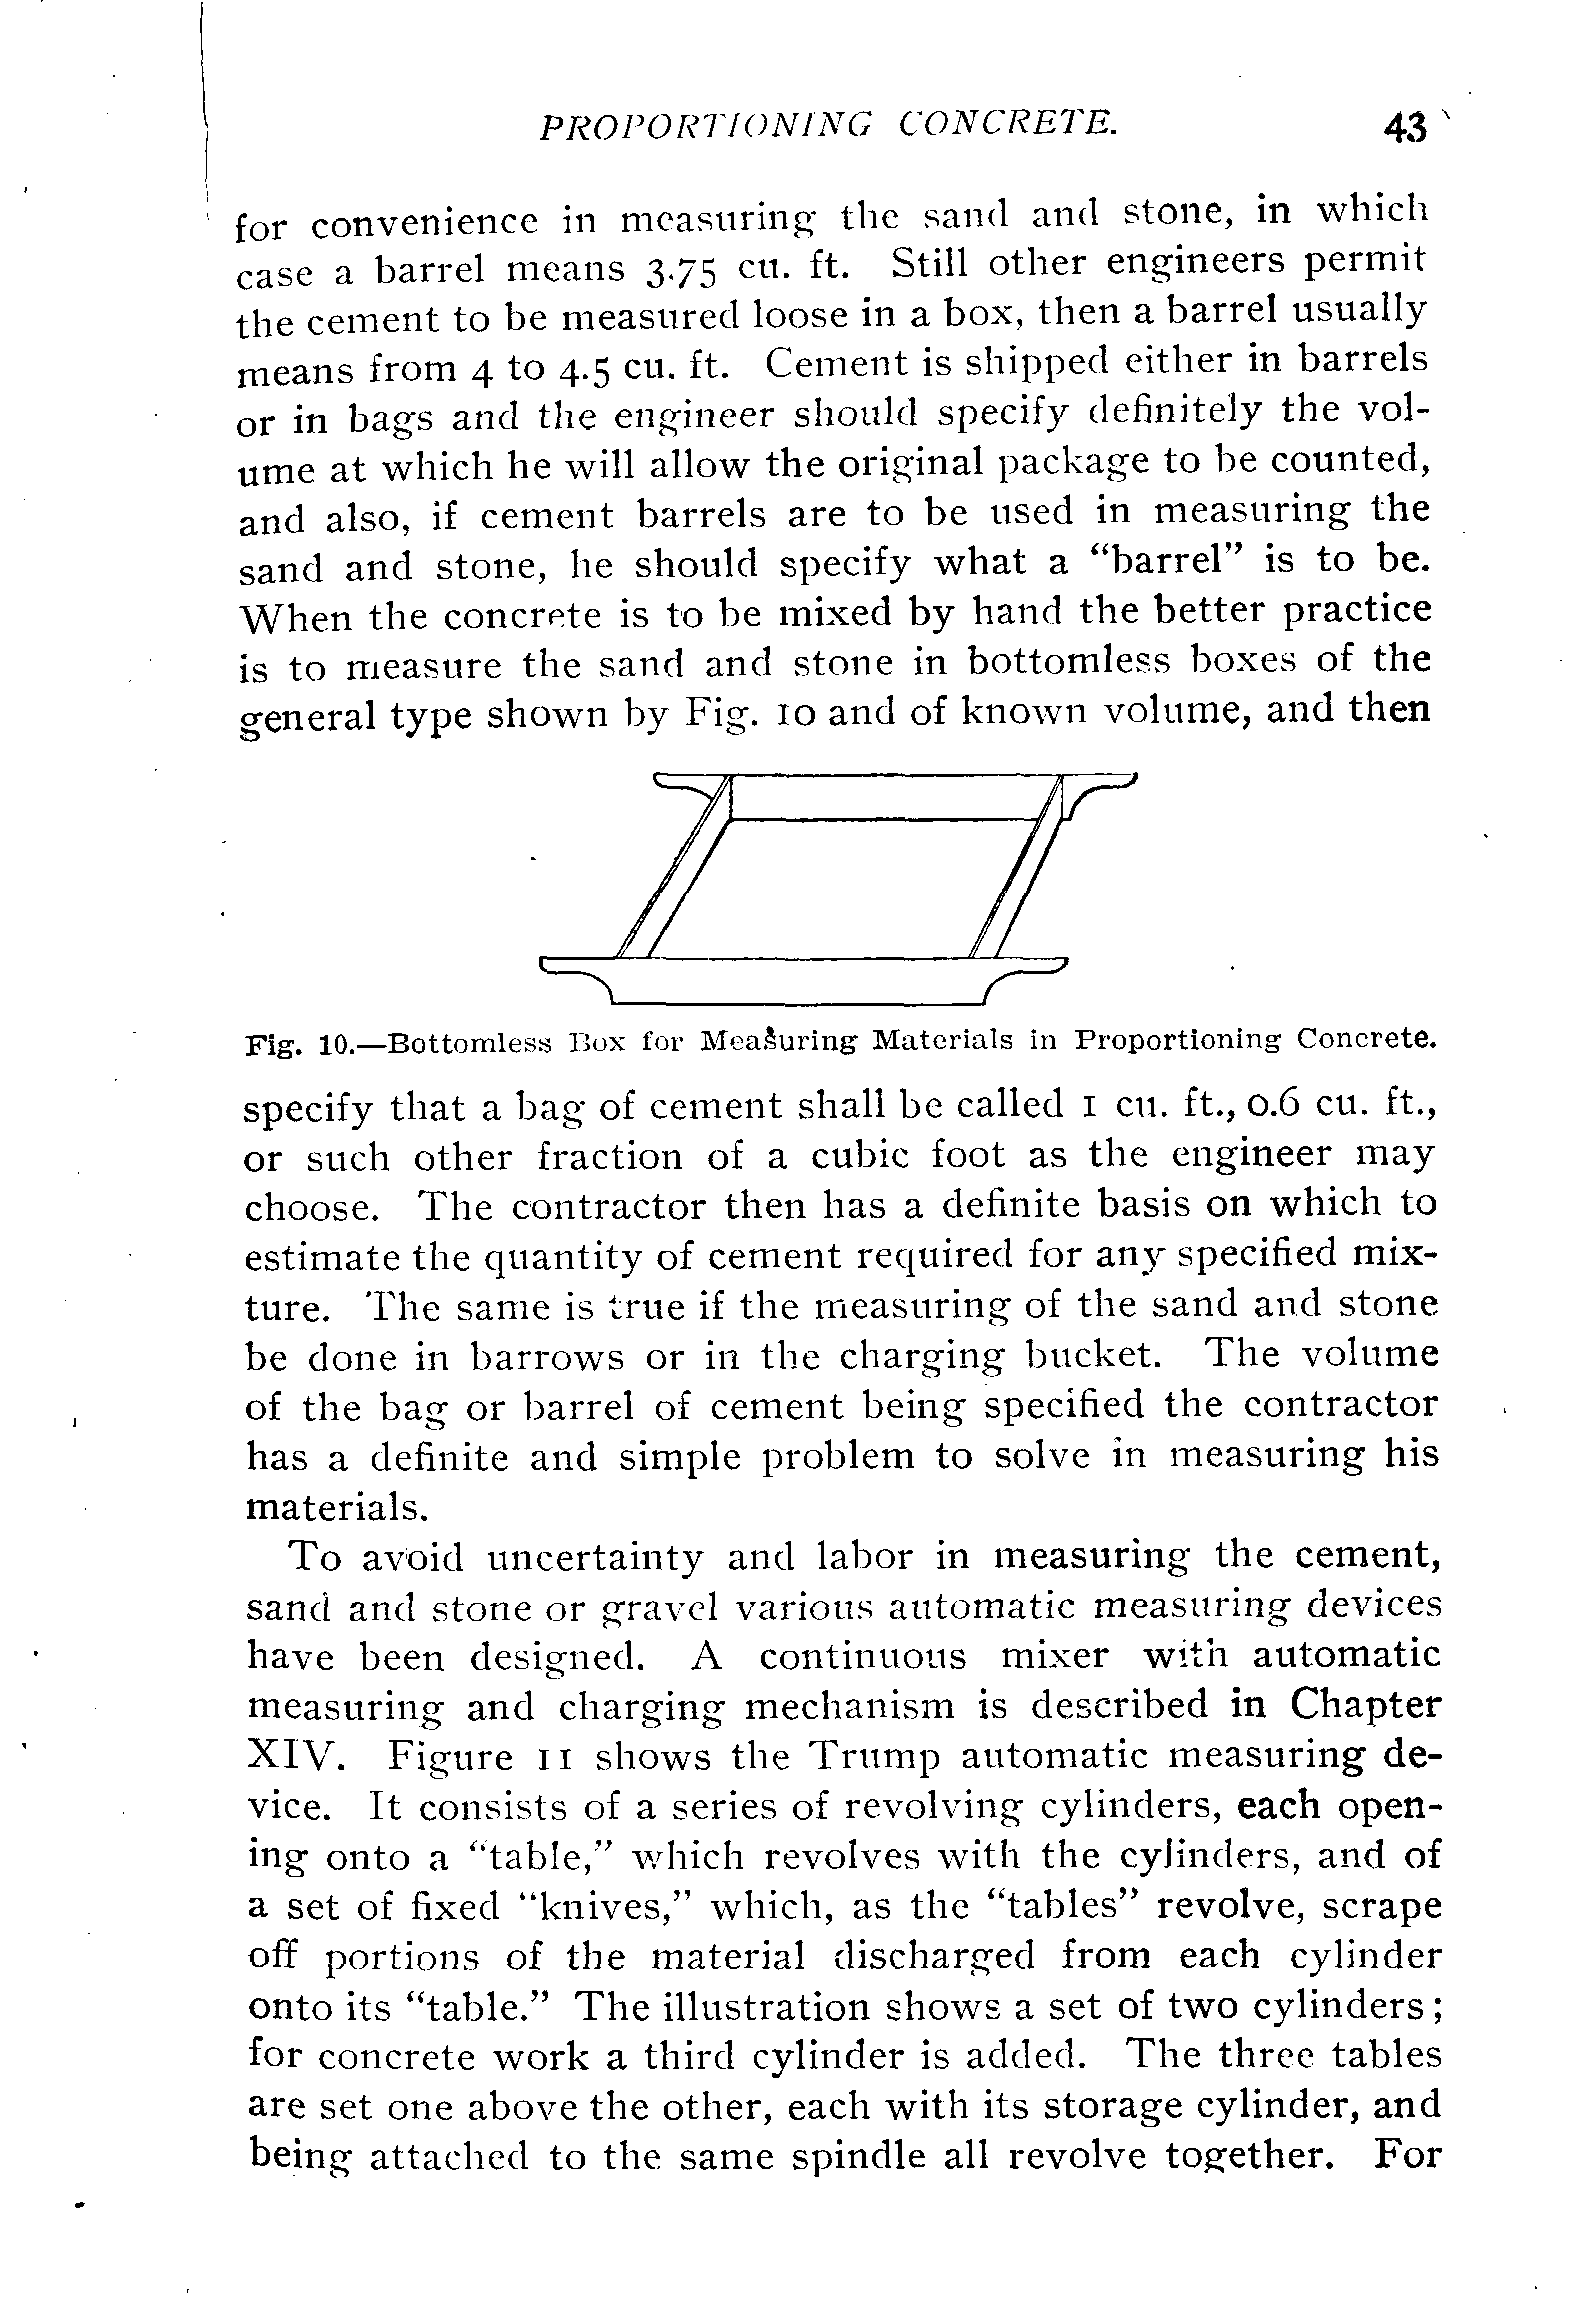 PROPORTIONING CONCRETE. 43
for convenience in measuring the sand and stone, in which
case a barrel means 3.75 cu. ft. Still other engineers permit
the cement to be measured loose in a box, then a barrel usually
means from 4 to 4.5 cu. ft. Cement is shipped either in barrels
or in bags and the engineer should specify definitely the vol-
ume at which he will allow the original package to be counted,
and also, if cement barrels are to be used in measuring the
sand and stone, he should specify what a “barrel” is to be.
When the concrete is to be mixed by hand the better practice
is to measure the sand and stone in bottomless boxes of the
general type shown by Fig. 10 and of known volume, and then
Fig. 10.—Bottomless Box for Measuring Materials in Proportioning Concrete.
specify that a bag of cement shall be called 1 cu. ft., 0.6 cu. ft.,
or such other fraction of a cubic foot as the engineer may
choose. The contractor then has a definite basis on which to
estimate the quantity of cement required for any specified mix-
ture. The same is true if the measuring of the sand and stone
be done in barrows or in the charging bucket. The volume
of the bag or barrel of cement being specified the contractor
has a definite and simple problem to solve in measuring his
materials.
To avoid uncertainty and labor in measuring the cement,
sand and stone or gravel various automatic measuring devices
have been designed. A continuous mixer with automatic
measuring and charging mechanism is described in Chapter
XIV. Figure 11 shows the Trump automatic measuring de-
vice. It consists of a series of revolving cylinders, each open-
ing onto a “table,” which revolves with the cylinders, and of
a set of fixed “knives,” which, as the “tables” revolve, scrape
off portions of the material discharged from each cylinder
onto its “table.” The illustration shows a set of two cylinders;
for concrete work a third cylinder is added. The three tables
are set one above the other, each with its storage cylinder, and
being attached to the same spindle all revolve together. For